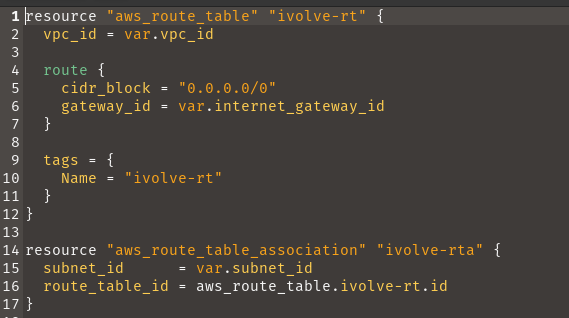 1 resource "aws_route_table" "ivolve-rt" {
2   vpc_id = var.vpc_id
3
4   route {
5     cidr_block = "0.0.0.0/0"
6     gateway_id = var.internet_gateway_id
7   }
8
9   tags = {
10     Name = "ivolve-rt"
11   }
12 }
13
14 resource "aws_route_table_association" "ivolve-rta" {
15   subnet_id      = var.subnet_id
16   route_table_id = aws_route_table.ivolve-rt.id
17 }